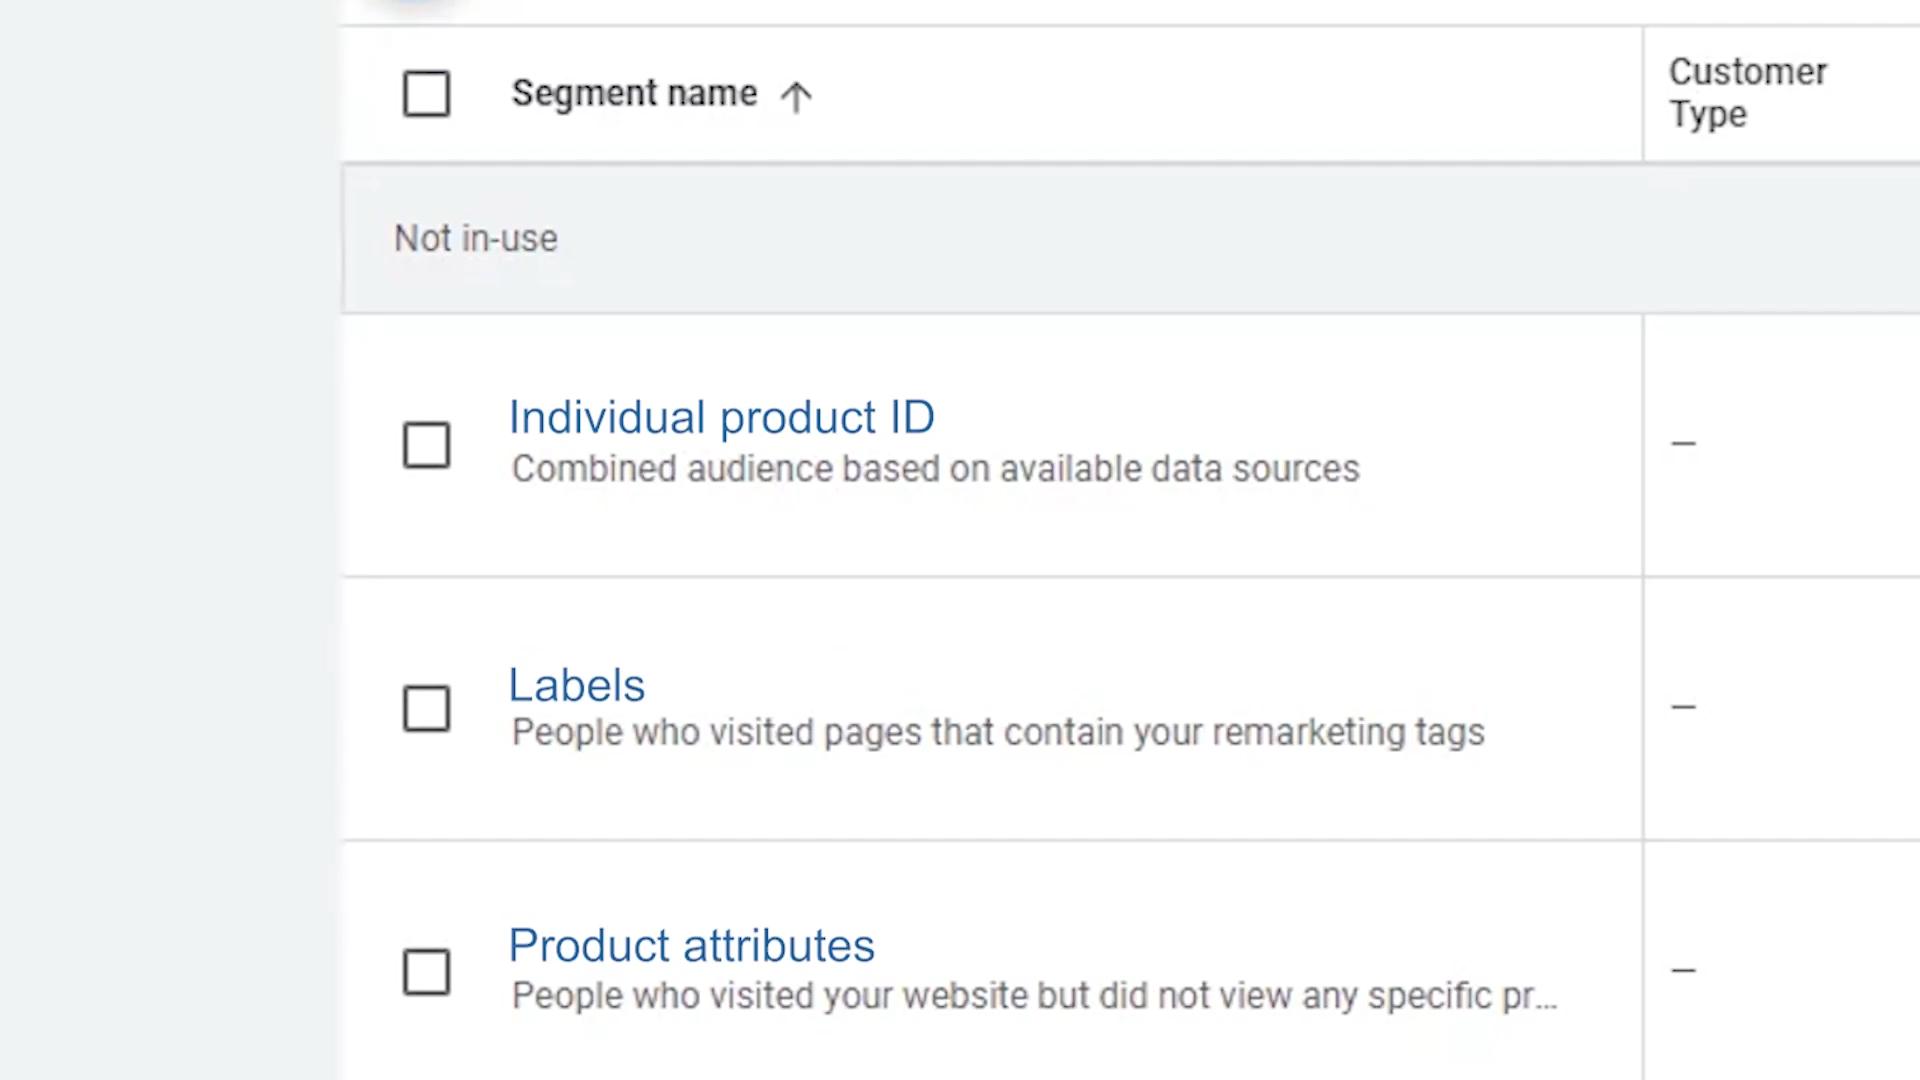 Segment name ↑
Customer
Type
Not in-use
Individual product ID
Combined audience based on available data sources
–
Labels
People who visited pages that contain your remarketing tags
–
Product attributes
People who visited your website but did not view any specific pr...
–